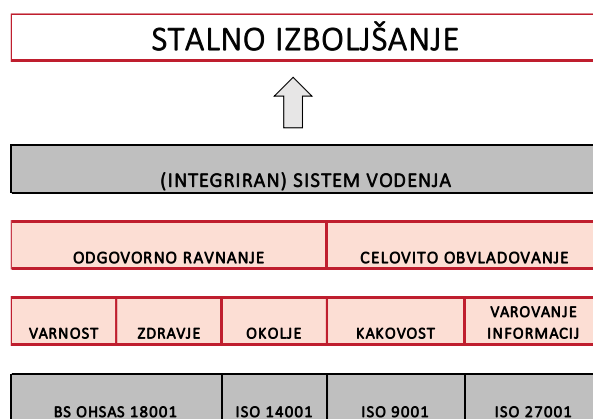 STALNO IZBOLJŠANJE
(INTEGRIRAN) SISTEM VODENJA
ODGOVORNO RAVNANJE CELOVITO OBVLADOVANJE
VARNOST ZDRAVJE OKOLJE KAKOVOST VAROVANJE
INFORMACIJ
BS OHSAS 18001 ISO 14001 ISO 9001 ISO 27001